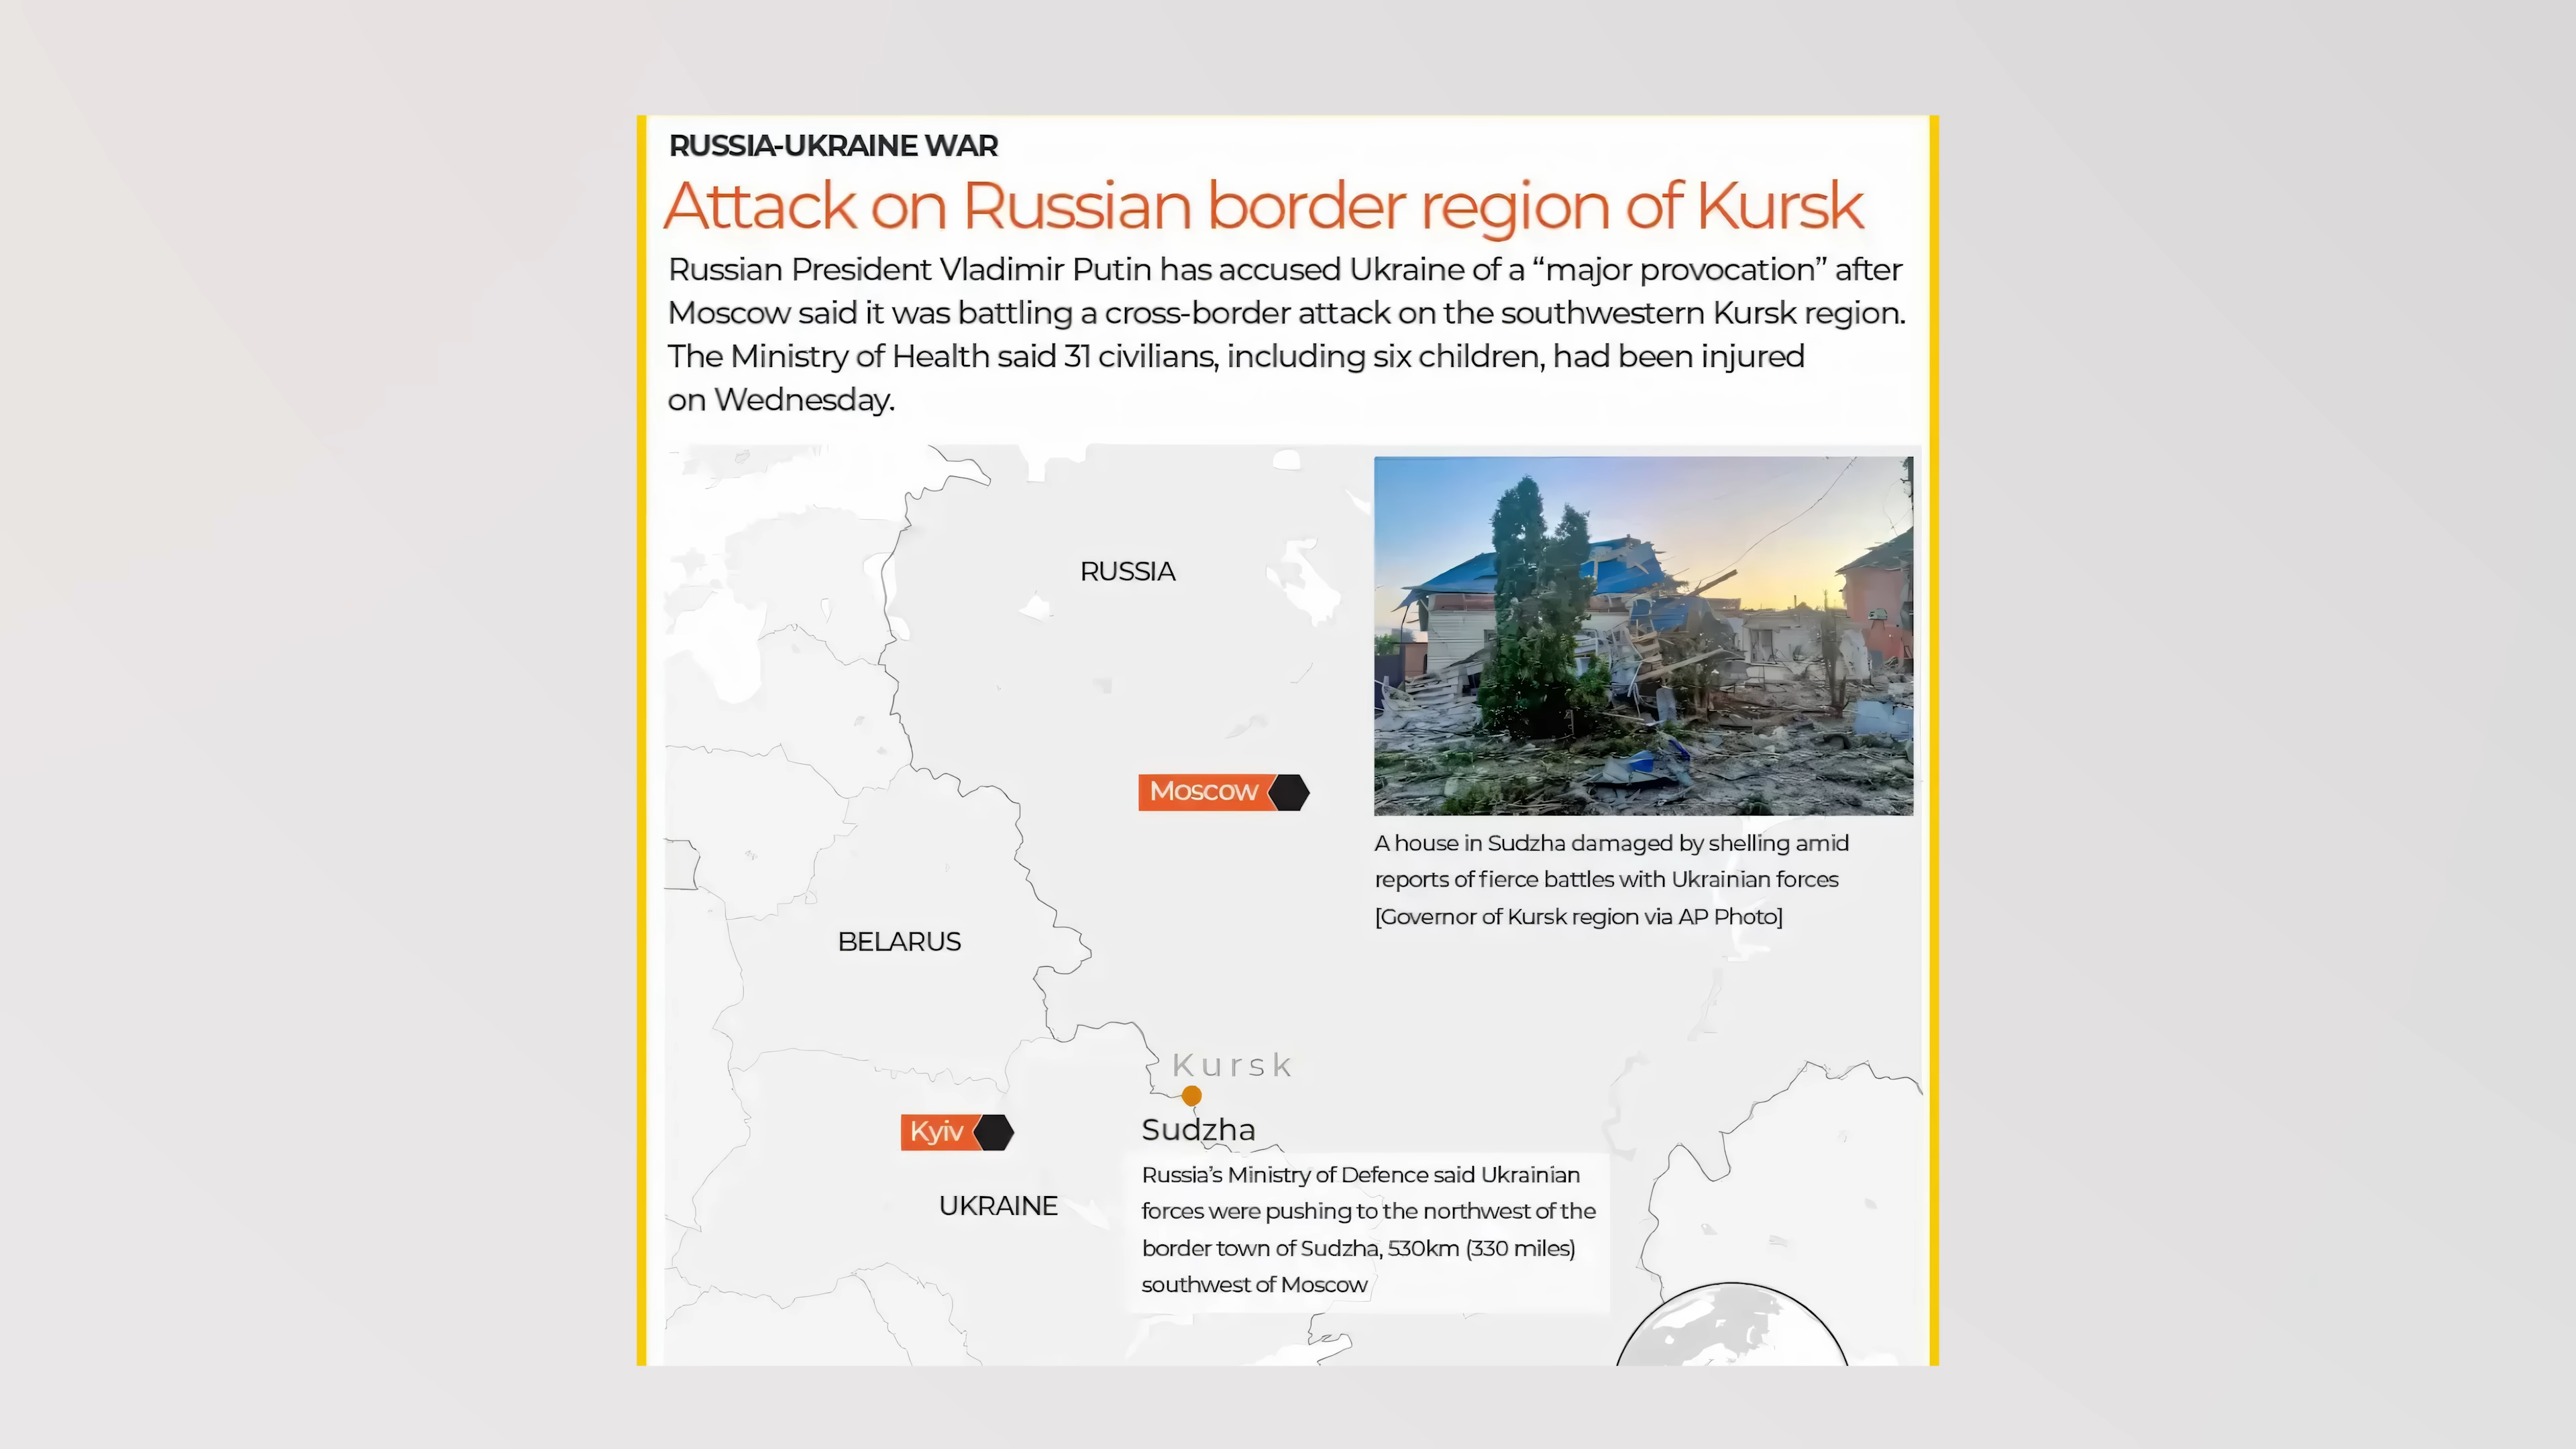 RUSSIA-UKRAINE WAR
Attack on Russian border region of Kursk
Russian President Vladimir Putin has accused Ukraine of a “major provocation” after
Moscow said it was battling a cross-border attack on the southwestern Kursk region.
The Ministry of Health said 31 civilians, including six children, had been injured
on Wednesday.
RUSSIA
Moscow
A house in Sudzha damaged by shelling amid
reports of fierce battles with Ukrainian forces
[Governor of Kursk region via AP Photo]
BELARUS
Kursk
Kyiv
Sudzha
UKRAINE
Russia’s Ministry of Defence said Ukrainian
forces were pushing to the northwest of the
border town of Sudzha, 530km (330 miles)
southwest of Moscow